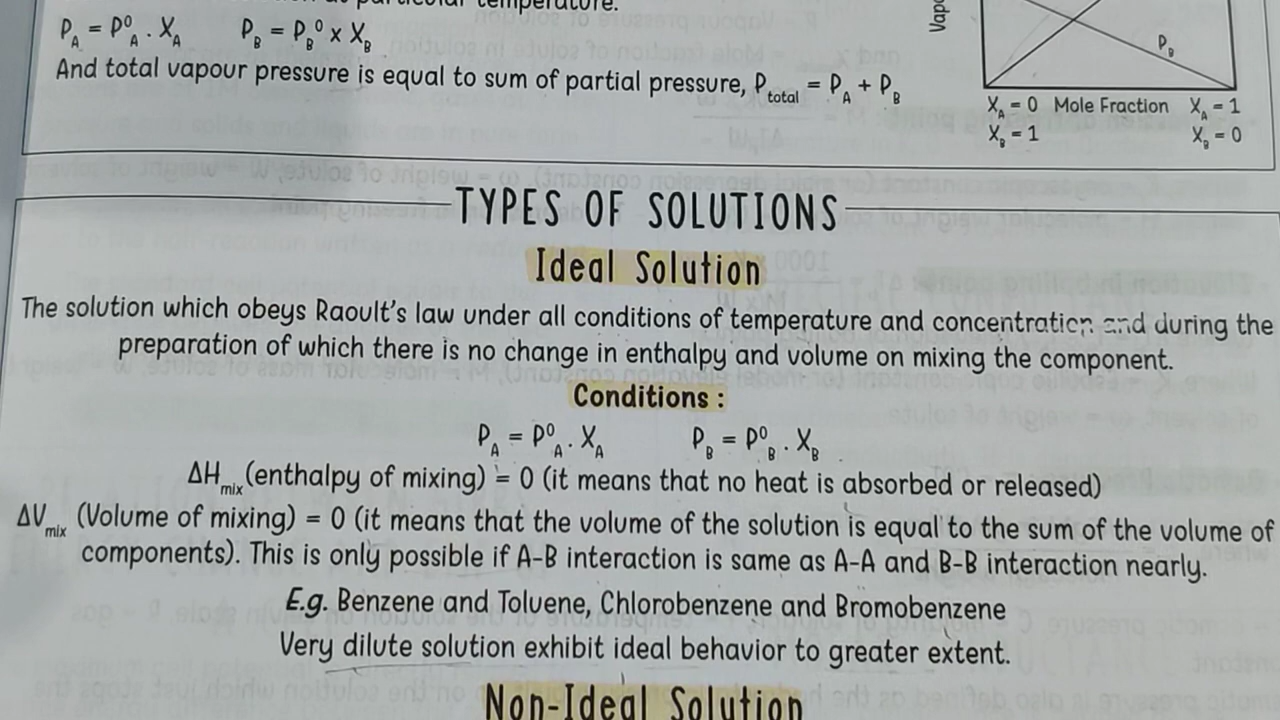 temperature.
P_A = P⁰_A . X_A P_B = P_B⁰ x X_B
And total vapour pressure is equal to sum of partial pressure, P_total = P_A + P_B
P_B
X_A = 0 Mole Fraction X_A = 1
X_B = 1 X_B = 0
TYPES OF SOLUTIONS
Ideal Solution
The solution which obeys Raoult's law under all conditions of temperature and concentration and during the
preparation of which there is no change in enthalpy and volume on mixing the component.
Conditions :
P_A = P⁰_A . X_A P_B = P⁰_B . X_B
ΔH_mix (enthalpy of mixing) = 0 (it means that no heat is absorbed or released)
ΔV_mix (Volume of mixing) = 0 (it means that the volume of the solution is equal to the sum of the volume of
components). This is only possible if A-B interaction is same as A-A and B-B interaction nearly.
E.g. Benzene and Toluene, Chlorobenzene and Bromobenzene
Very dilute solution exhibit ideal behavior to greater extent.
Non-Ideal Solution